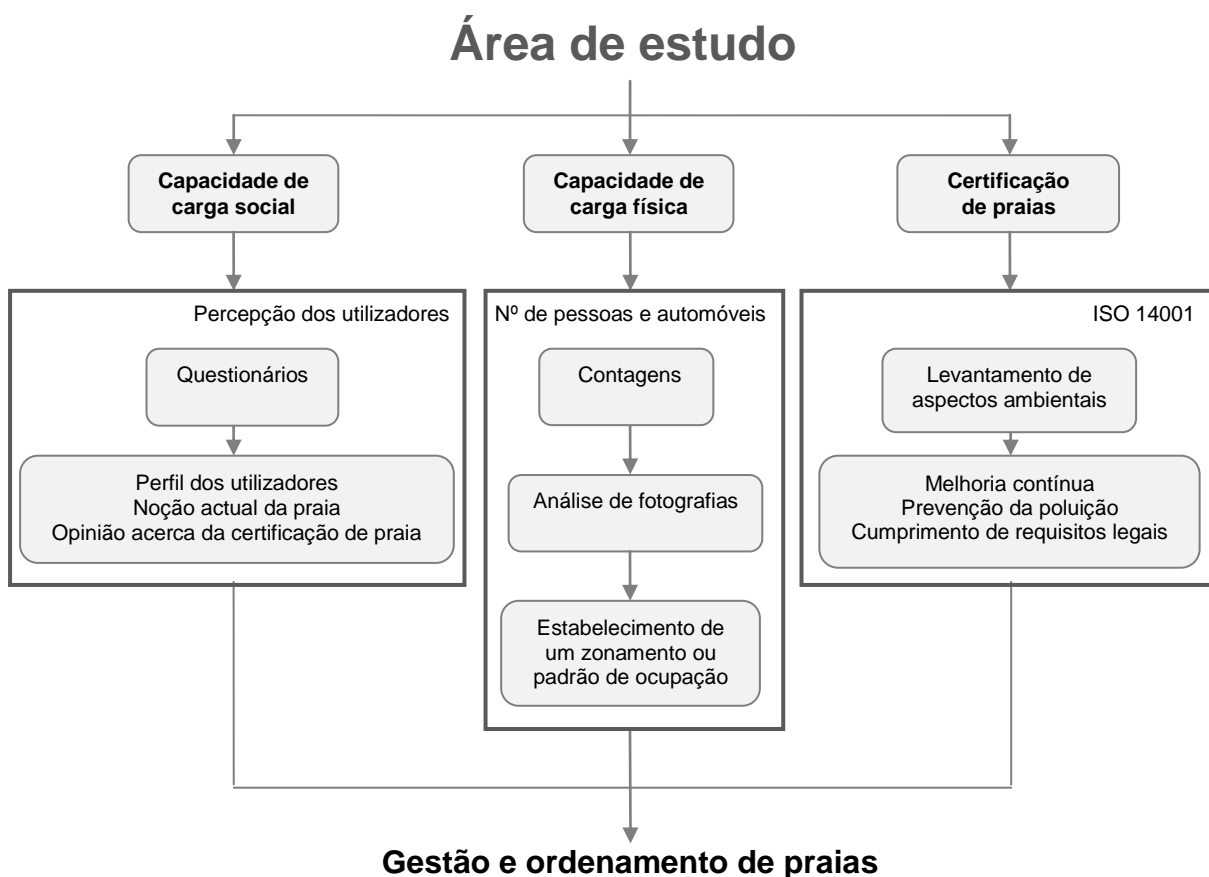 Área de estudo
Capacidade de
carga social
Capacidade de
carga física
Certificação
de praias
Percepção dos utilizadores
Questionários
Perfil dos utilizadores
Noção actual da praia
Opinião acerca da certificação de praia
Nº de pessoas e automóveis
Contagens
Análise de fotografias
Estabelecimento de
um zonamento ou
padrão de ocupação
ISO 14001
Levantamento de
aspectos ambientais
Melhoria contínua
Prevenção da poluição
Cumprimento de requisitos legais
Gestão e ordenamento de praias